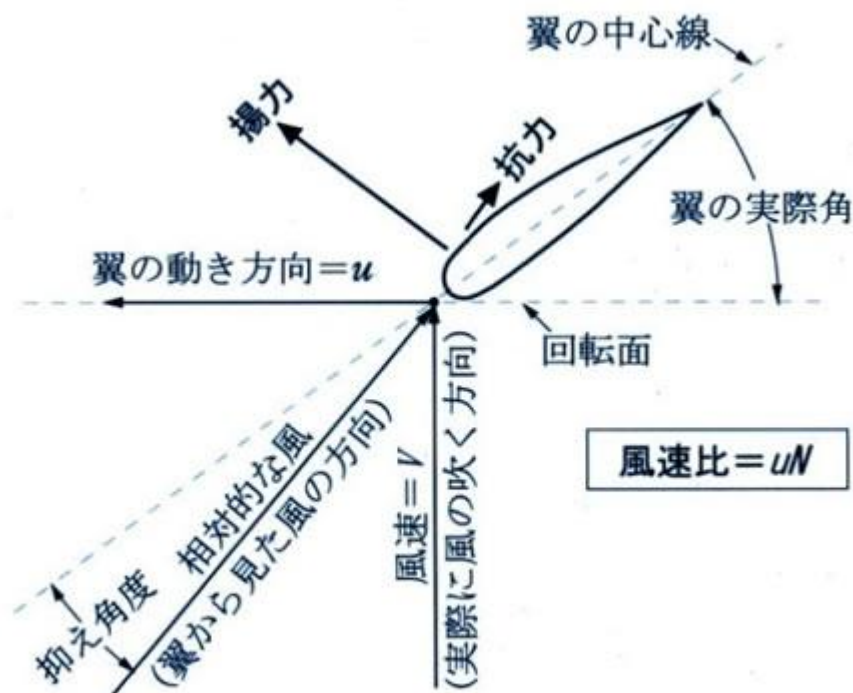 翼の中心線
揚力
抗力
翼の実際角
翼の動き方向=u
回転面
風速比=uN
相対的な風
(翼から見た風の方向)
風速=V
(実際に風の吹く方向)
抑え角度